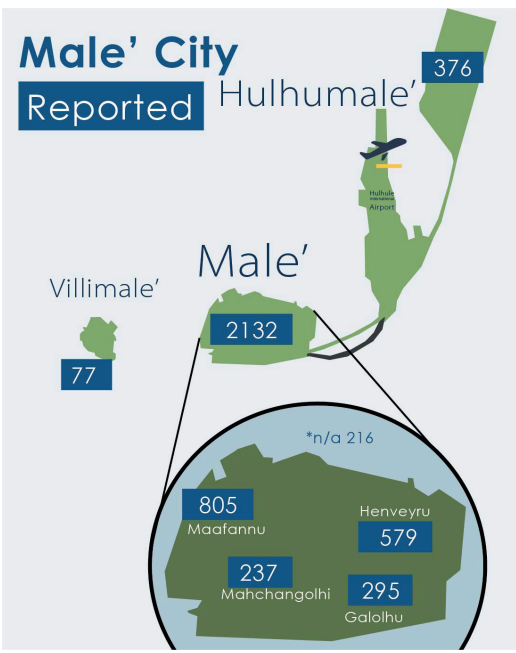 Male' City
Reported
Hulhumale'
376
Hulhule
International
Airport
Male'
2132
Villimale'
77
*n/a 216
805
Maafannu
Henveyru
579
237
Mahchangolhi
295
Galolhu